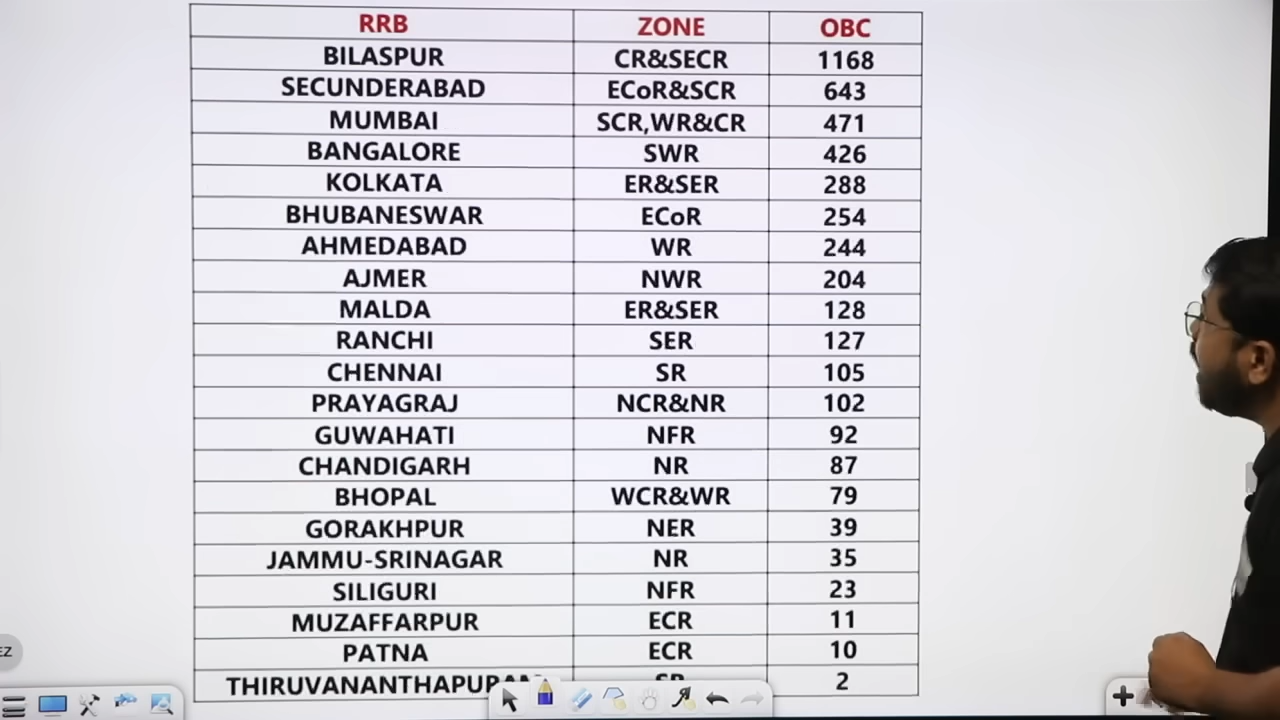 RRB ZONE OBC
BILASPUR CR&SECR 1168
SECUNDERABAD ECoR&SCR 643
MUMBAI SCR,WR&CR 471
BANGALORE SWR 426
KOLKATA ER&SER 288
BHUBANESWAR ECoR 254
AHMEDABAD WR 244
AJMER NWR 204
MALDA ER&SER 128
RANCHI SER 127
CHENNAI SR 105
PRAYAGRAJ NCR&NR 102
GUWAHATI NFR 92
CHANDIGARH NR 87
BHOPAL WCR&WR 79
GORAKHPUR NER 39
JAMMU-SRINAGAR NR 35
SILIGURI NFR 23
MUZAFFARPUR ECR 11
EZ
PATNA ECR 10
THIRUVANANTHAPURAM SR 2